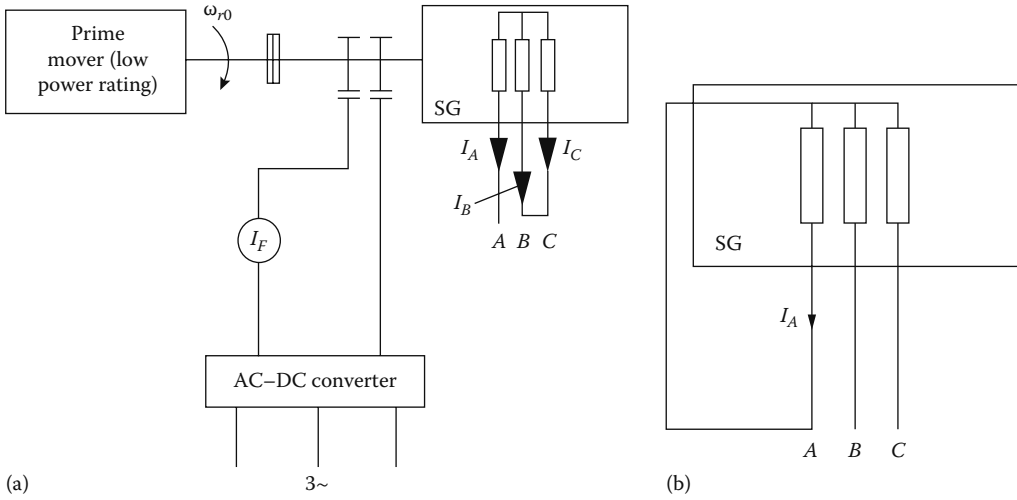 ω_r0
Prime
mover (low
power rating)
SG
I_A
I_C
I_B
A B C
I_F
AC–DC converter
3~
(a)
SG
I_A
A B C
(b)